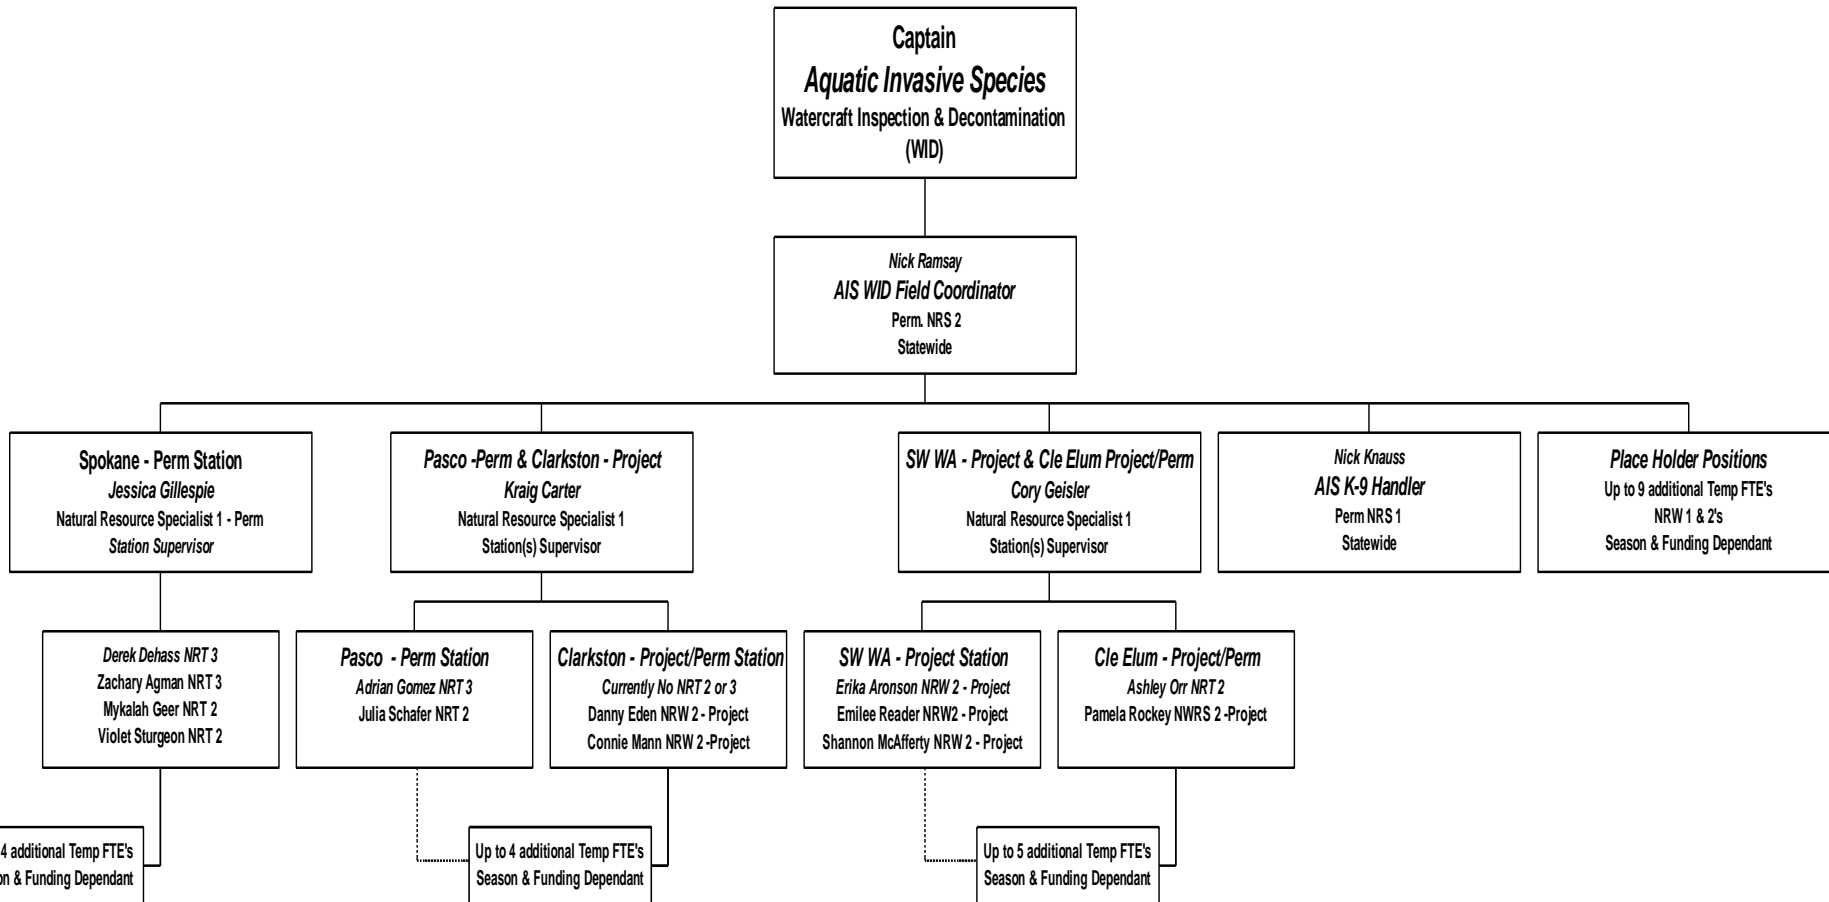 Captain
Aquatic Invasive Species
Watercraft Inspection & Decontamination
(WID)
Nick Ramsay
AIS WID Field Coordinator
Perm. NRS 2
Statewide
Spokane - Perm Station
Jessica Gillespie
Natural Resource Specialist 1 - Perm
Station Supervisor
Pasco -Perm & Clarkston - Project
Kraig Carter
Natural Resource Specialist 1
Station(s) Supervisor
SW WA - Project & Cle Elum Project/Perm
Cory Geisler
Natural Resource Specialist 1
Station(s) Supervisor
Nick Knauss
AIS K-9 Handler
Perm NRS 1
Statewide
Place Holder Positions
Up to 9 additional Temp FTE's
NRW 1 & 2's
Season & Funding Dependant
Derek Dehass NRT 3
Zachary Agman NRT 3
Mykalah Geer NRT 2
Violet Sturgeon NRT 2
Pasco - Perm Station
Adrian Gomez NRT 3
Julia Schafer NRT 2
Clarkston - Project/Perm Station
Currently No NRT 2 or 3
Danny Eden NRW 2 - Project
Connie Mann NRW 2 -Project
SW WA - Project Station
Erika Aronson NRW 2 - Project
Emilee Reader NRW2 - Project
Shannon McAfferty NRW 2 - Project
Cle Elum - Project/Perm
Ashley Orr NRT 2
Pamela Rockey NWRS 2 -Project
4 additional Temp FTE's
& Funding Dependant
Up to 4 additional Temp FTE's
Season & Funding Dependant
Up to 5 additional Temp FTE's
Season & Funding Dependant